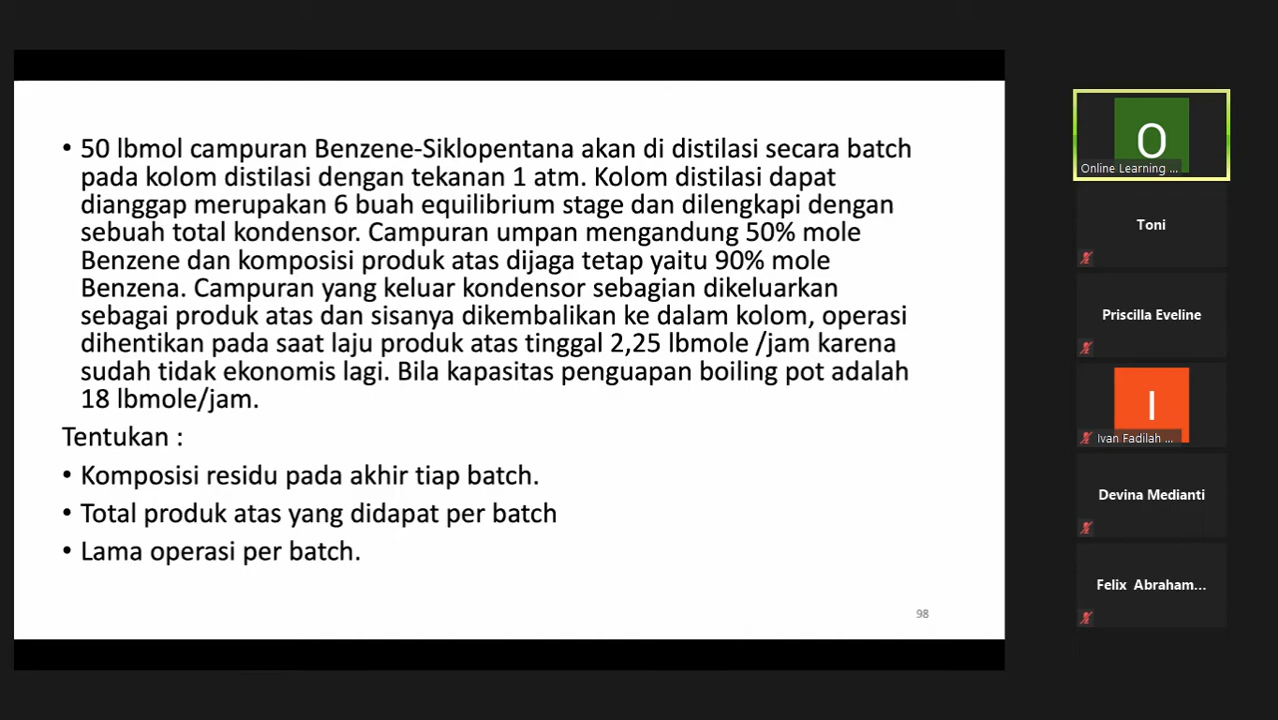 • 50 lbmol campuran Benzene-Siklopentana akan di distilasi secara batch
pada kolom distilasi dengan tekanan 1 atm. Kolom distilasi dapat
dianggap merupakan 6 buah equilibrium stage dan dilengkapi dengan
sebuah total kondensor. Campuran umpan mengandung 50% mole
Benzene dan komposisi produk atas dijaga tetap yaitu 90% mole
Benzena. Campuran yang keluar kondensor sebagian dikeluarkan
sebagai produk atas dan sisanya dikembalikan ke dalam kolom, operasi
dihentikan pada saat laju produk atas tinggal 2,25 lbmole /jam karena
sudah tidak ekonomis lagi. Bila kapasitas penguapan boiling pot adalah
18 lbmole/jam.
Tentukan :
• Komposisi residu pada akhir tiap batch.
• Total produk atas yang didapat per batch
• Lama operasi per batch.
98
O
Online Learning ...
Toni
Priscilla Eveline
I
Ivan Fadilah ...
Devina Medianti
Felix Abraham...